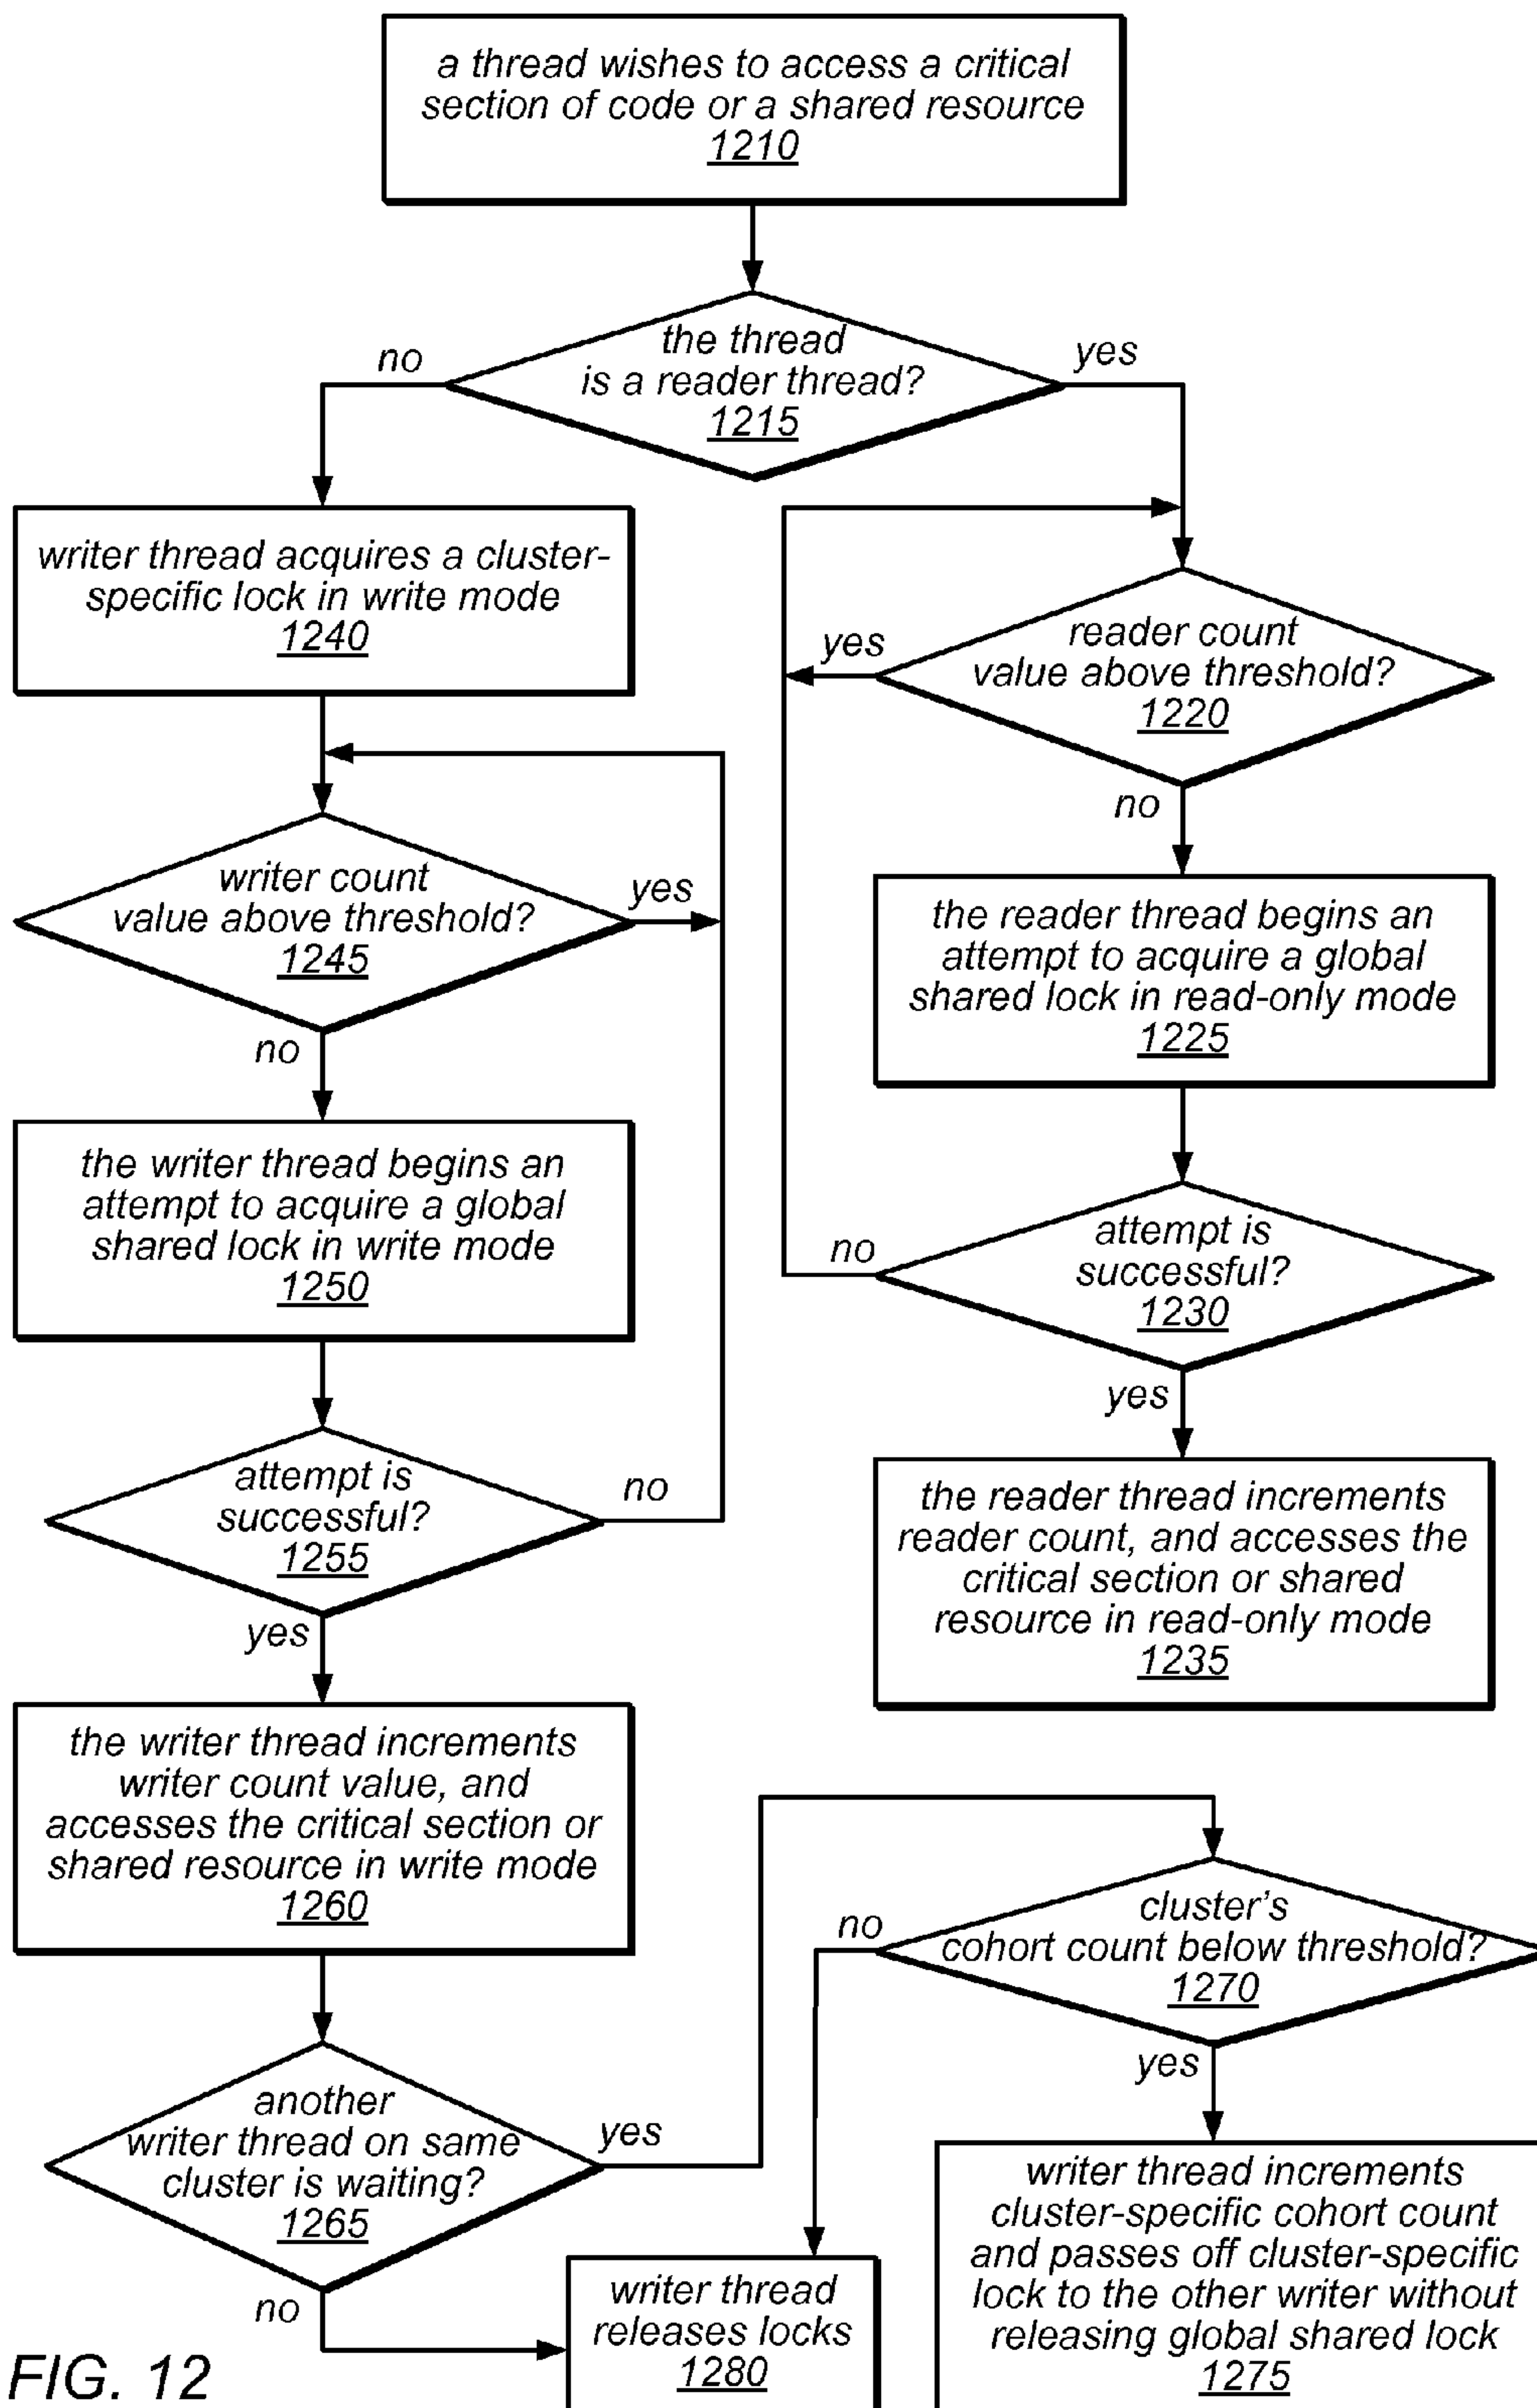 a thread wishes to access a critical
section of code or a shared resource
1210
the thread
is a reader thread?
1215
no
yes
writer thread acquires a cluster-
specific lock in write mode
1240
reader count
value above threshold?
1220
yes
no
writer count
value above threshold?
1245
yes
no
the reader thread begins an
attempt to acquire a global
shared lock in read-only mode
1225
the writer thread begins an
attempt to acquire a global
shared lock in write mode
1250
attempt is
successful?
1230
no
yes
attempt is
successful?
1255
no
yes
the reader thread increments
reader count, and accesses the
critical section or shared
resource in read-only mode
1235
the writer thread increments
writer count value, and
accesses the critical section or
shared resource in write mode
1260
cluster's
cohort count below threshold?
1270
no
yes
another
writer thread on same
cluster is waiting?
1265
yes
no
writer thread increments
cluster-specific cohort count
and passes off cluster-specific
lock to the other writer without
releasing global shared lock
1275
writer thread
releases locks
1280
FIG. 12